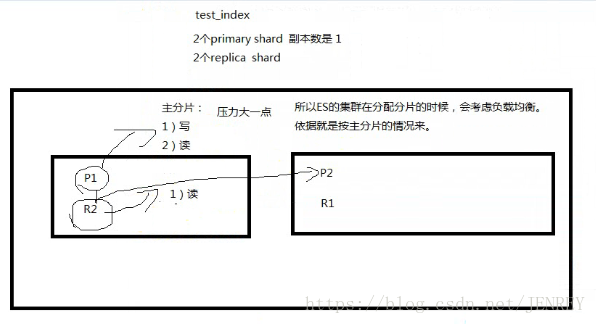 test_index
2个primary shard 副本数是 1
2个replica shard
主分片： 压力大一点
1）写
2）读
所以ES的集群在分配分片的时候，会考虑负载均衡。
依据就是按主分片的情况来。
P1
R2
1）读
P2
R1
https://blog.csdn.net/JENREY